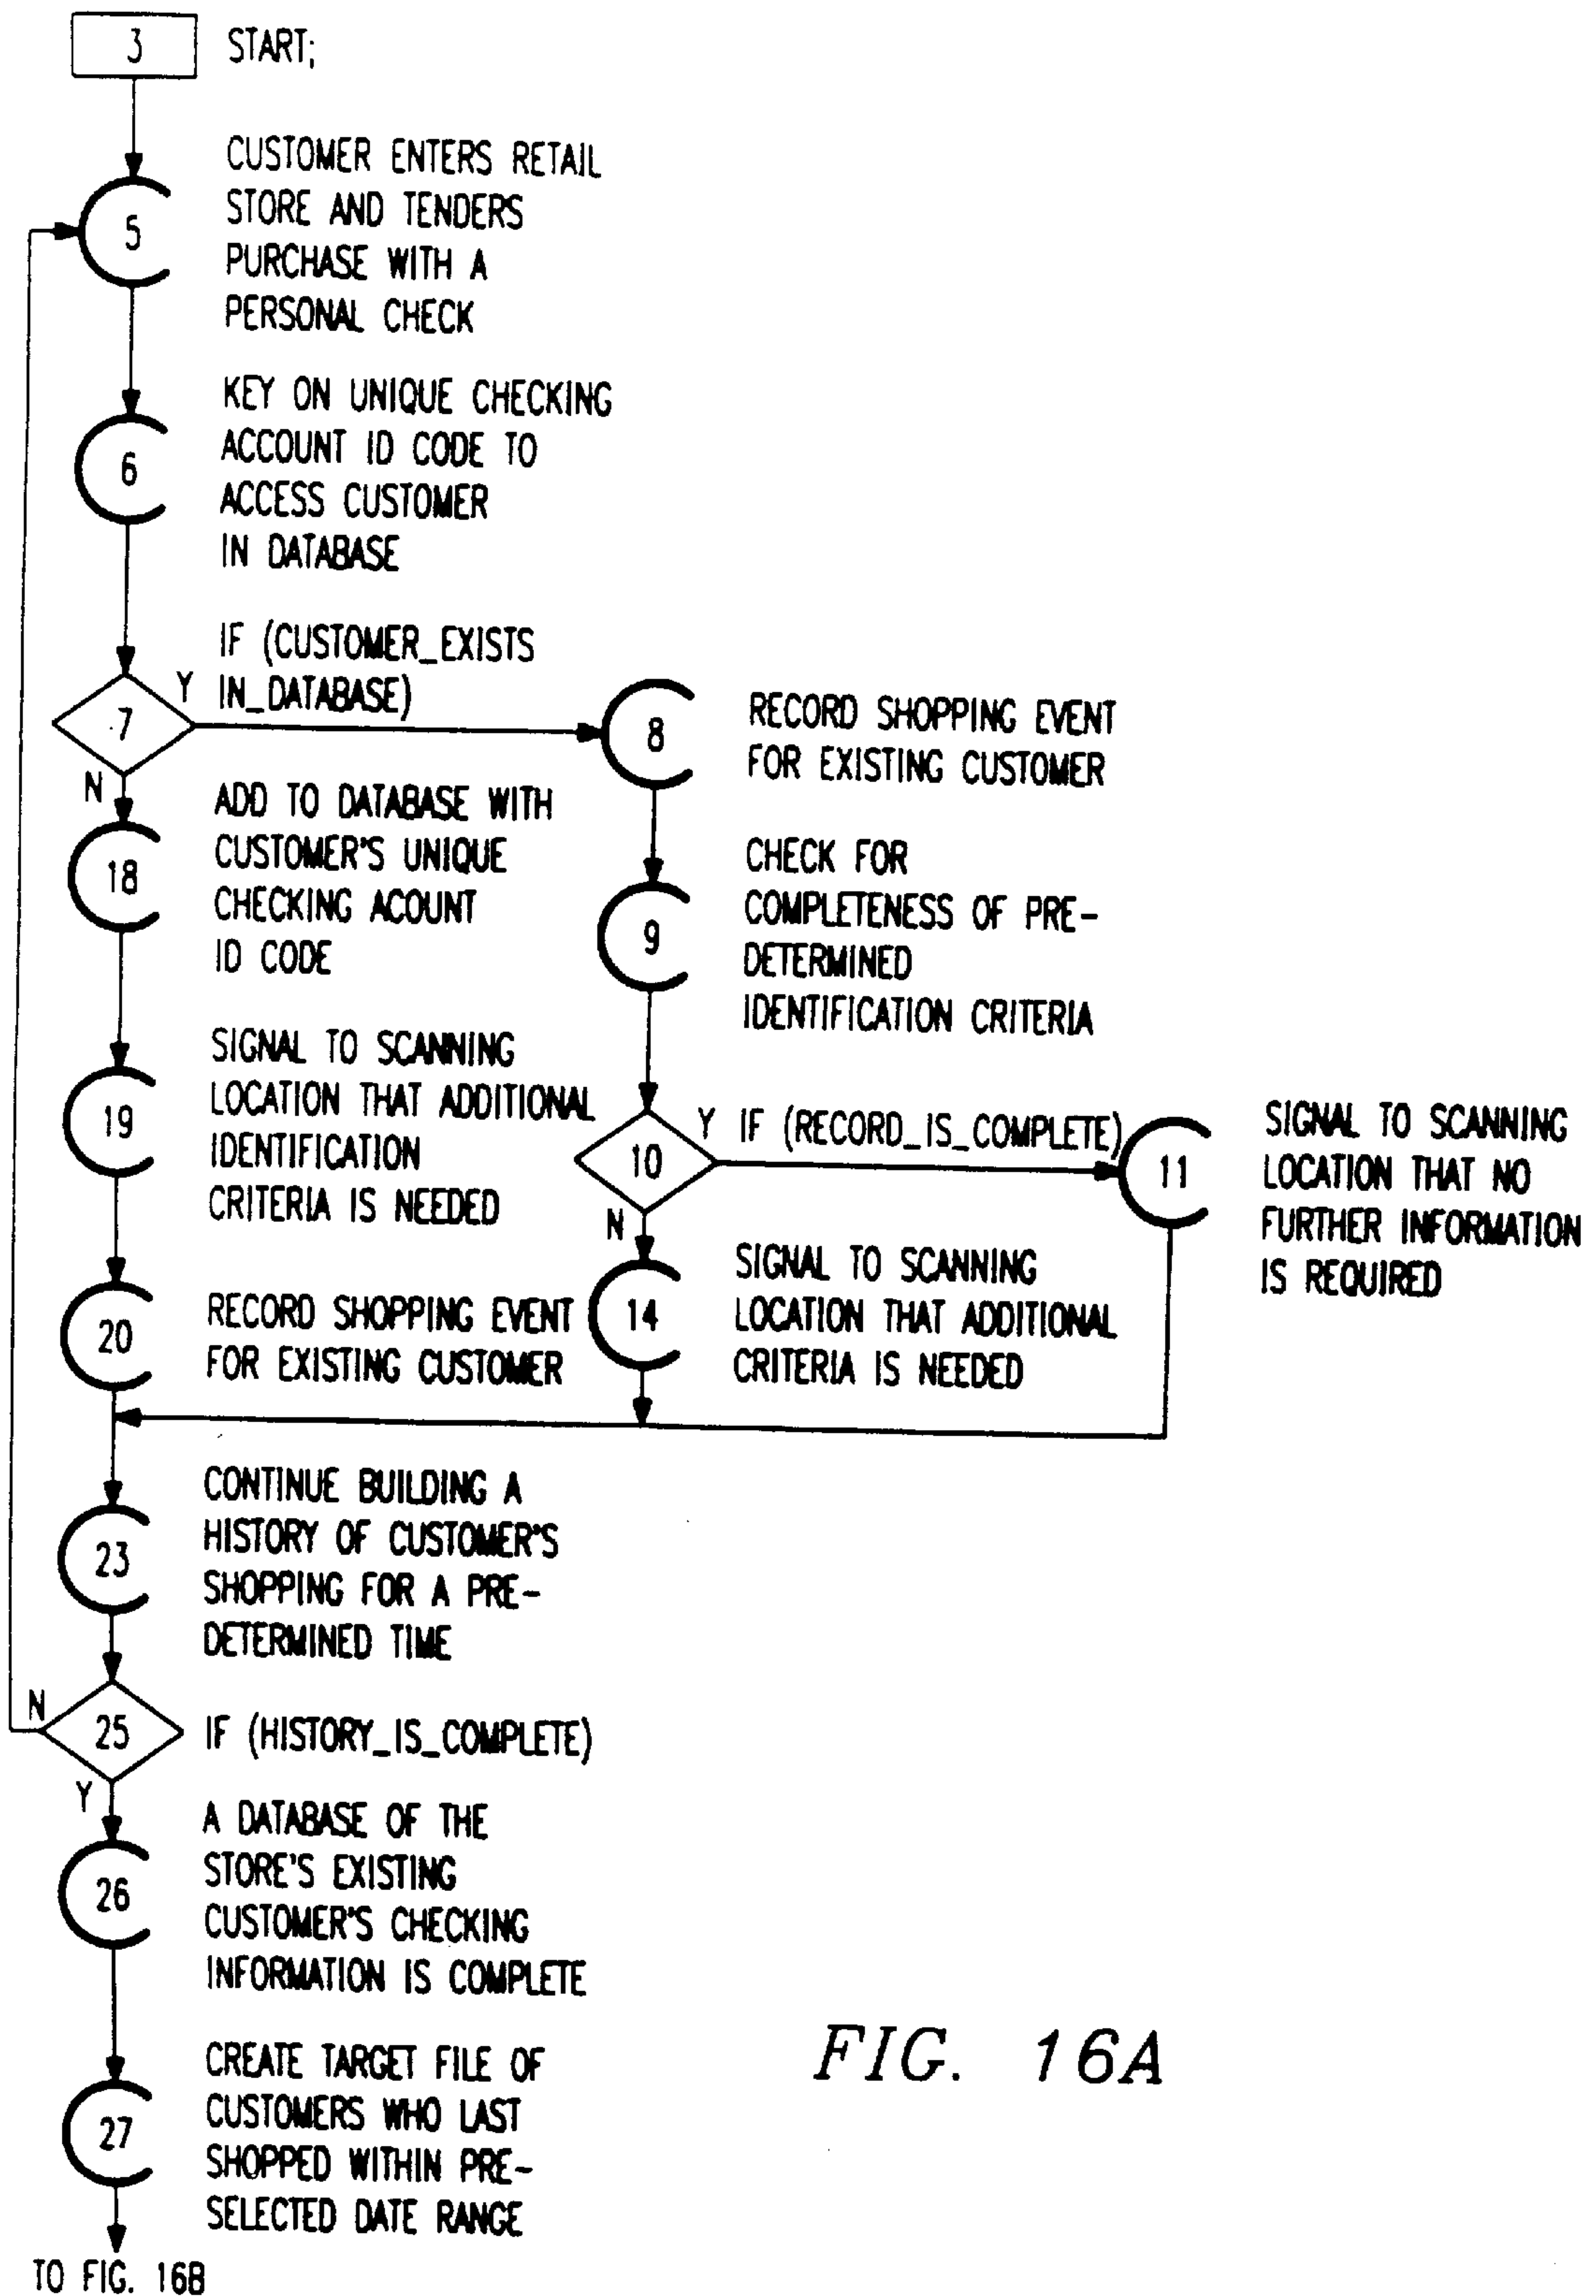 3 START;
5
CUSTOMER ENTERS RETAIL
STORE AND TENDERS
PURCHASE WITH A
PERSONAL CHECK
6
KEY ON UNIQUE CHECKING
ACCOUNT ID CODE TO
ACCESS CUSTOMER
IN DATABASE
7
IF (CUSTOMER_EXISTS
Y IN_DATABASE)
N
8
RECORD SHOPPING EVENT
FOR EXISTING CUSTOMER
18
ADD TO DATABASE WITH
CUSTOMER'S UNIQUE
CHECKING ACOUNT
ID CODE
9
CHECK FOR
COMPLETENESS OF PRE-
DETERMINED
IDENTIFICATION CRITERIA
19
SIGNAL TO SCANNING
LOCATION THAT ADDITIONAL
IDENTIFICATION
CRITERIA IS NEEDED
10
Y IF (RECORD_IS_COMPLETE)
N
11
SIGNAL TO SCANNING
LOCATION THAT NO
FURTHER INFORMATION
IS REQUIRED
20
RECORD SHOPPING EVENT
FOR EXISTING CUSTOMER
14
SIGNAL TO SCANNING
LOCATION THAT ADDITIONAL
CRITERIA IS NEEDED
23
CONTINUE BUILDING A
HISTORY OF CUSTOMER'S
SHOPPING FOR A PRE-
DETERMINED TIME
N
25
IF (HISTORY_IS_COMPLETE)
Y
26
A DATABASE OF THE
STORE'S EXISTING
CUSTOMER'S CHECKING
INFORMATION IS COMPLETE
27
CREATE TARGET FILE OF
CUSTOMERS WHO LAST
SHOPPED WITHIN PRE-
SELECTED DATE RANGE
TO FIG. 16B
FIG. 16A